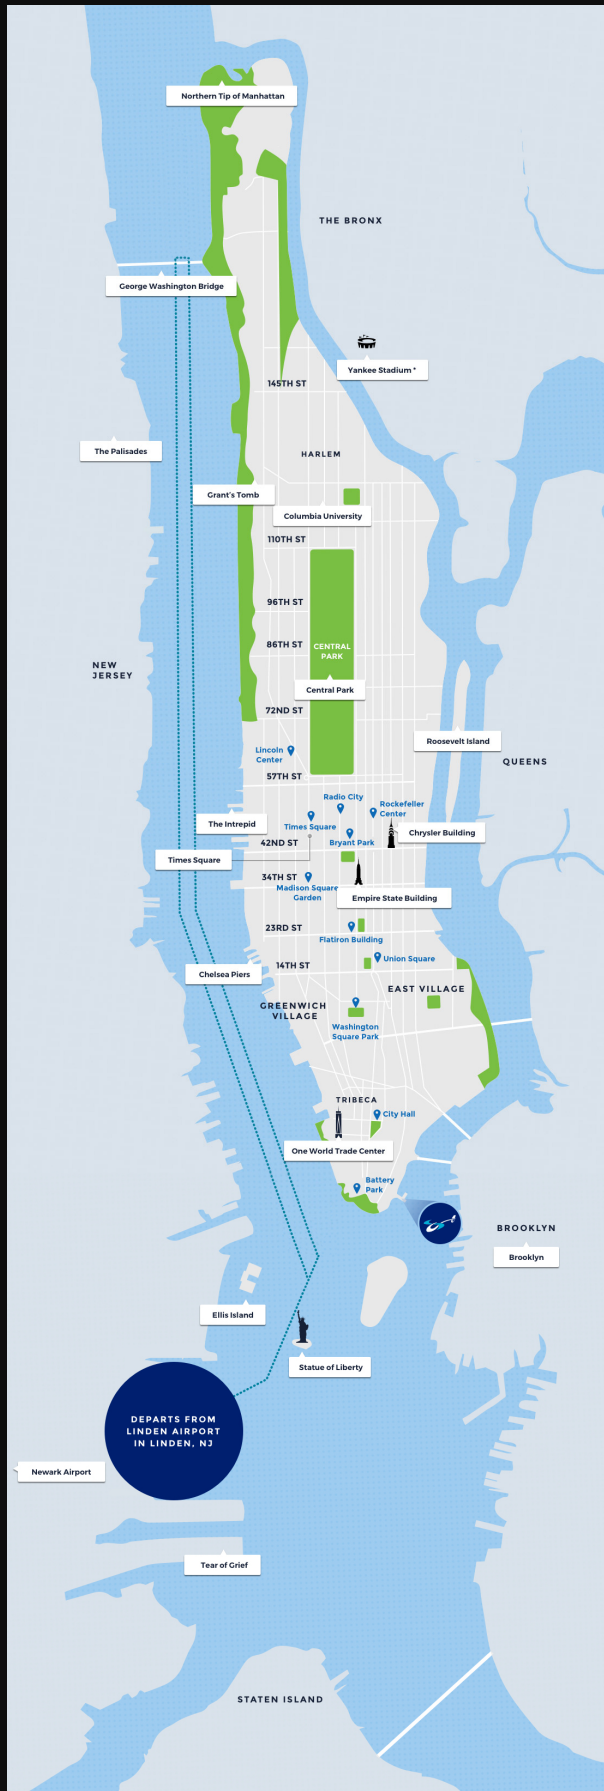 Northern Tip of Manhattan
THE BRONX
George Washington Bridge
Yankee Stadium *
145TH ST
The Palisades
HARLEM
Grant's Tomb
Columbia University
110TH ST
96TH ST
86TH ST
CENTRAL
PARK
NEW
JERSEY
Central Park
72ND ST
Roosevelt Island
Lincoln
Center
QUEENS
57TH ST
Radio City
Rockefeller
Center
The Intrepid
Times Square
Chrysler Building
42ND ST
Bryant Park
Times Square
34TH ST
Madison Square
Garden
Empire State Building
23RD ST
Flatiron Building
Union Square
14TH ST
Chelsea Piers
EAST VILLAGE
GREENWICH
VILLAGE
Washington
Square Park
TRIBECA
City Hall
One World Trade Center
Battery
Park
BROOKLYN
Brooklyn
Ellis Island
Statue of Liberty
DEPARTS FROM
LINDEN AIRPORT
IN LINDEN, NJ
Newark Airport
Tear of Grief
STATEN ISLAND